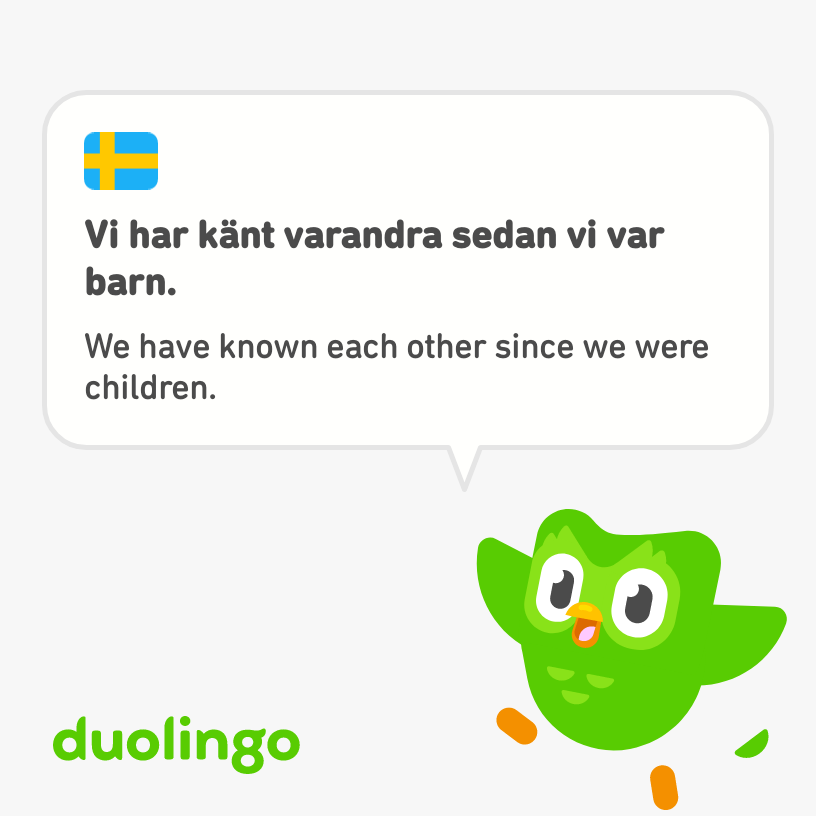 Vi har känt varandra sedan vi var
barn.
We have known each other since we were
children.
duolingo